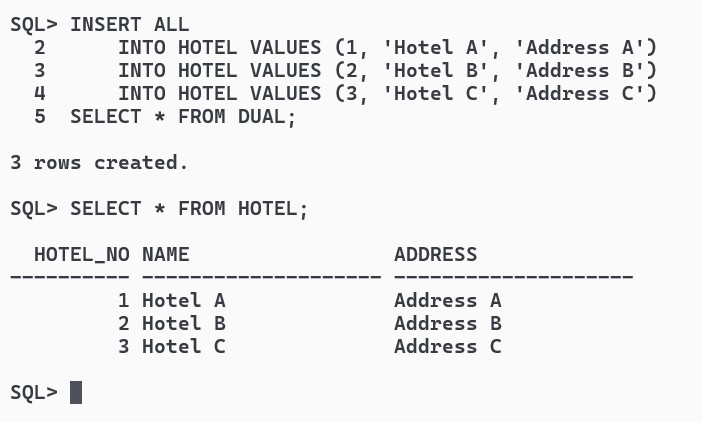 SQL> INSERT ALL
  2      INTO HOTEL VALUES (1, 'Hotel A', 'Address A')
  3      INTO HOTEL VALUES (2, 'Hotel B', 'Address B')
  4      INTO HOTEL VALUES (3, 'Hotel C', 'Address C')
  5  SELECT * FROM DUAL;
3 rows created.
SQL> SELECT * FROM HOTEL;
  HOTEL_NO NAME                 ADDRESS
---------- -------------------- --------------------
         1 Hotel A              Address A
         2 Hotel B              Address B
         3 Hotel C              Address C
SQL>